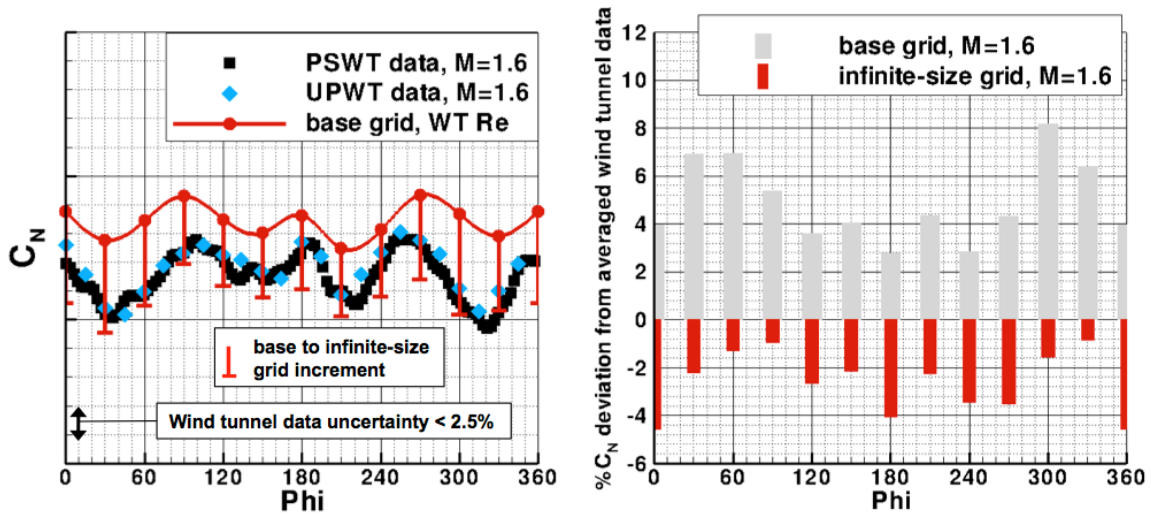 PSWT data, M=1.6
UPWT data, M=1.6
base grid, WT Re
C_N
base to infinite-size
grid increment
Wind tunnel data uncertainty < 2.5%
0 60 120 180 240 300 360
Phi
base grid, M=1.6
infinite-size grid, M=1.6
%C_N deviation from averaged wind tunnel data
12
10
8
6
4
2
0
-2
-4
-6
0 60 120 180 240 300 360
Phi